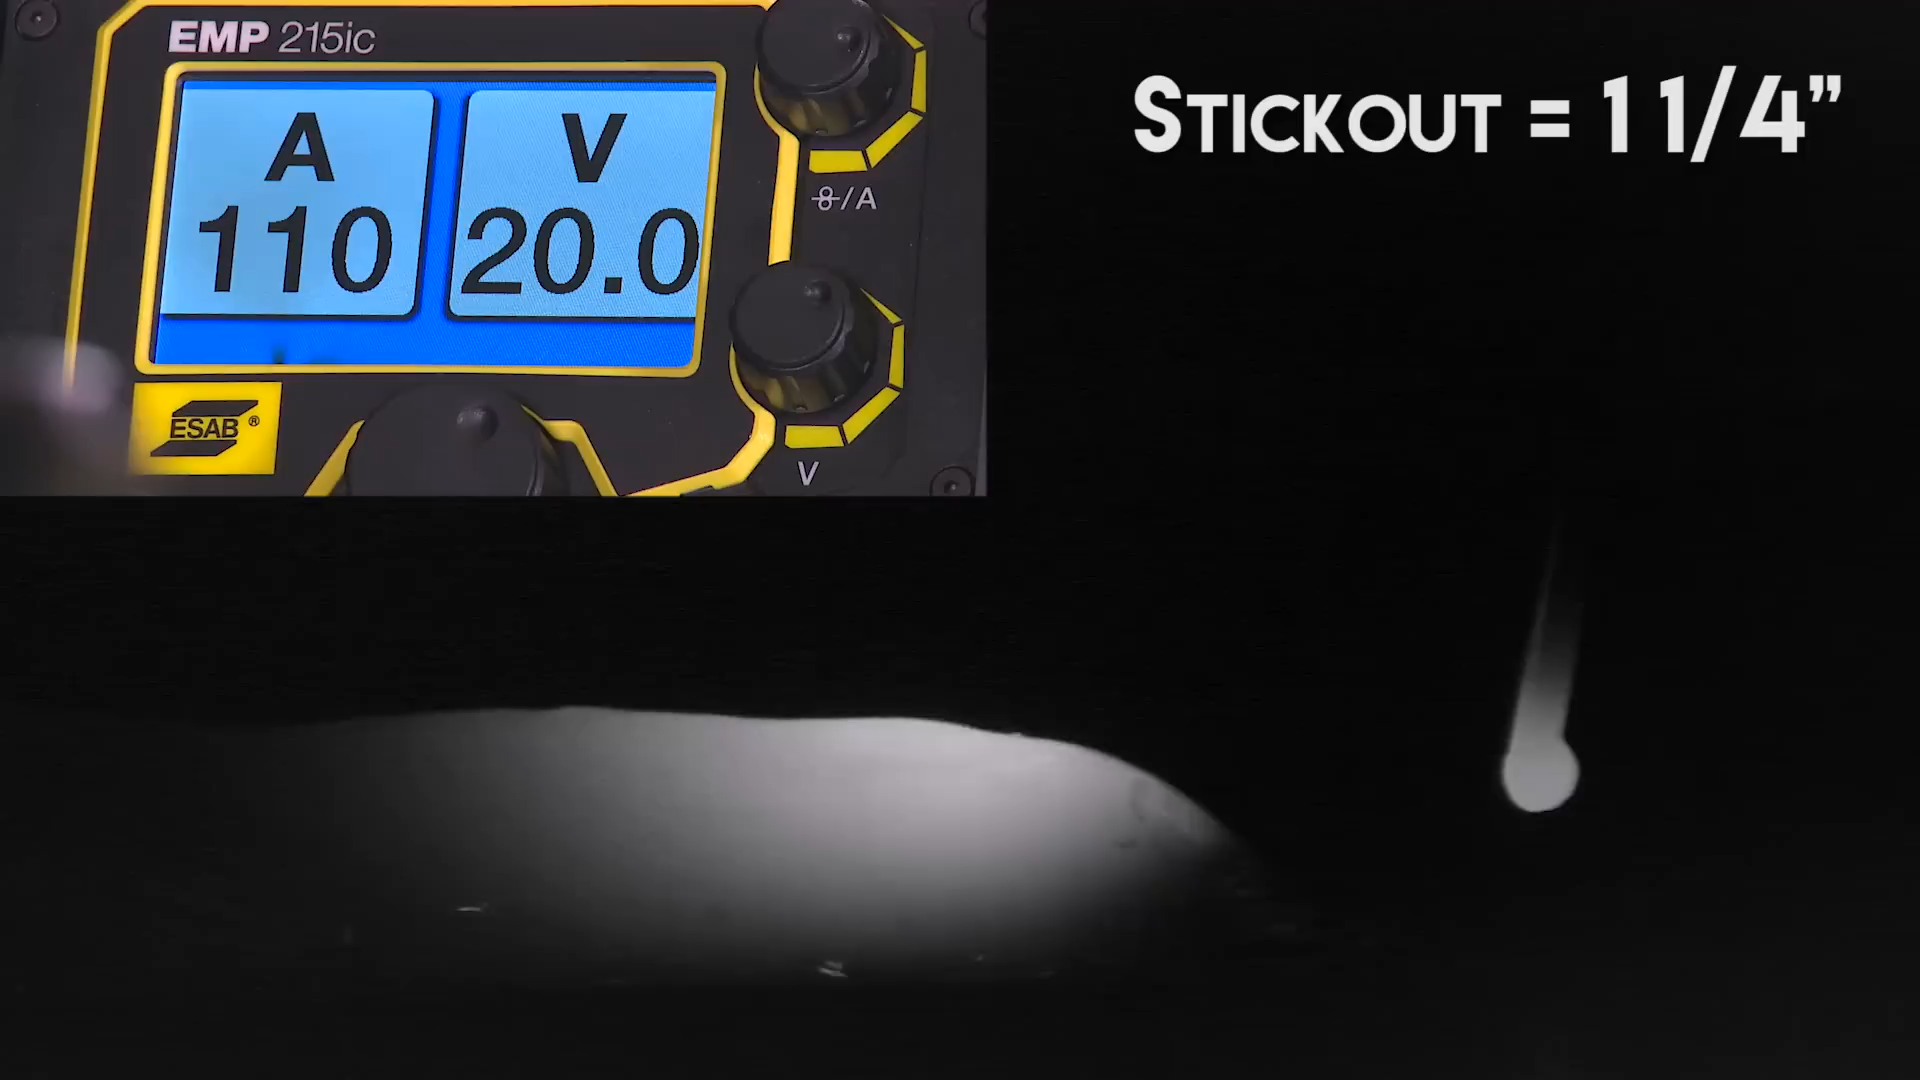 EMP 215ic
A V
110 20.0
8/A
ESAB®
V
STICKOUT = 1 1/4”